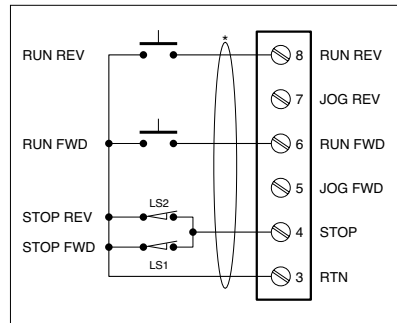 *
RUN REV 8 RUN REV
7 JOG REV
RUN FWD 6 RUN FWD
5 JOG FWD
LS2
STOP REV
4 STOP
STOP FWD
LS1
3 RTN